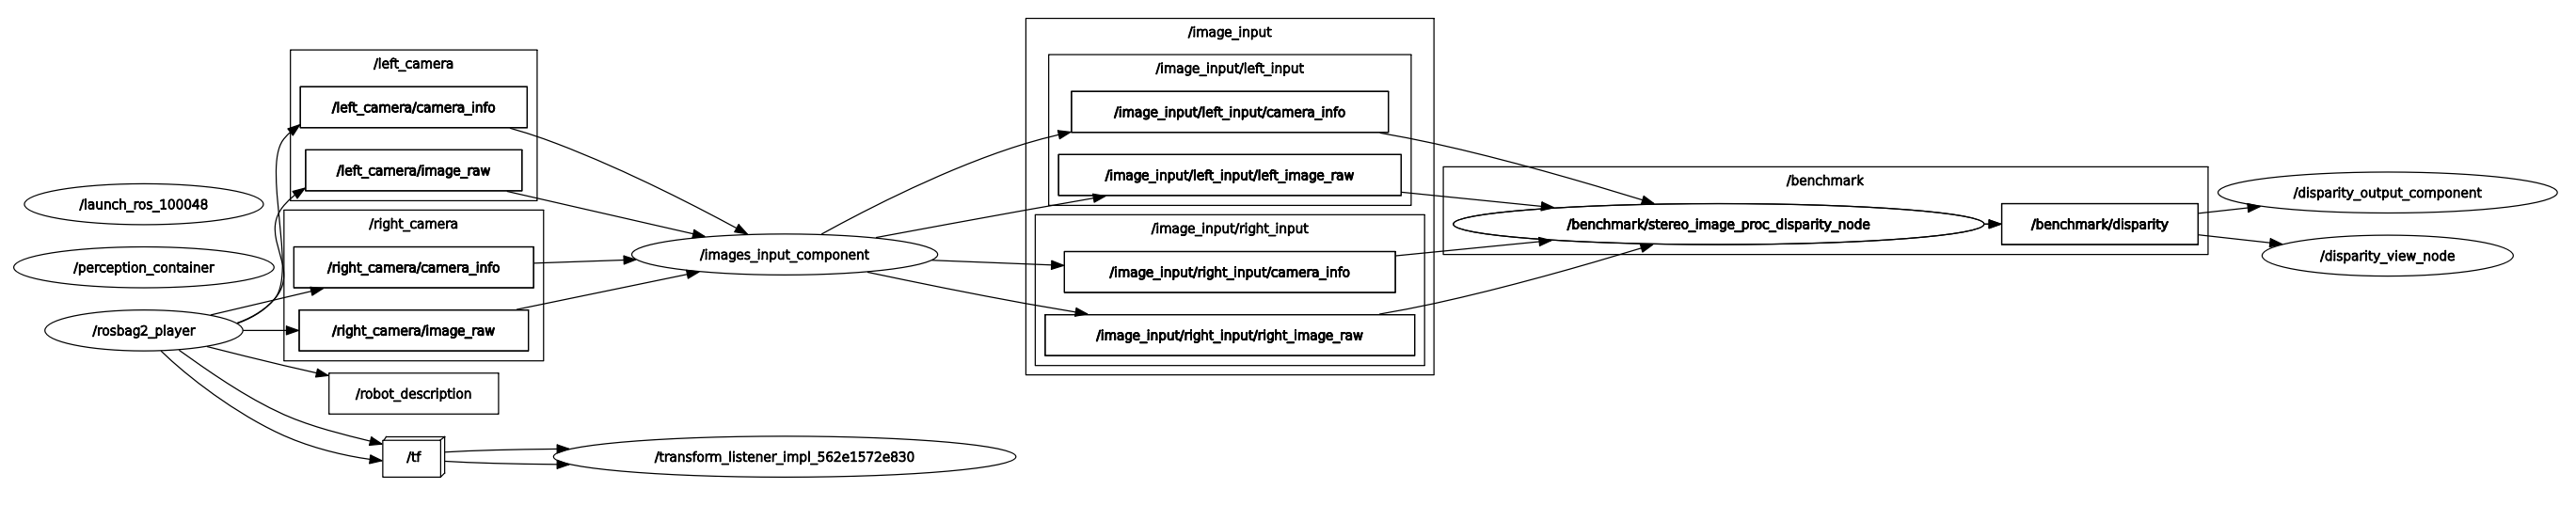 /launch_ros_100048
/perception_container
/rosbag2_player
/left_camera
/left_camera/camera_info
/left_camera/image_raw
/right_camera
/right_camera/camera_info
/right_camera/image_raw
/robot_description
/tf
/images_input_component
/transform_listener_impl_562e1572e830
/image_input
/image_input/left_input
/image_input/left_input/camera_info
/image_input/left_input/left_image_raw
/image_input/right_input
/image_input/right_input/camera_info
/image_input/right_input/right_image_raw
/benchmark
/benchmark/stereo_image_proc_disparity_node
/benchmark/disparity
/disparity_output_component
/disparity_view_node